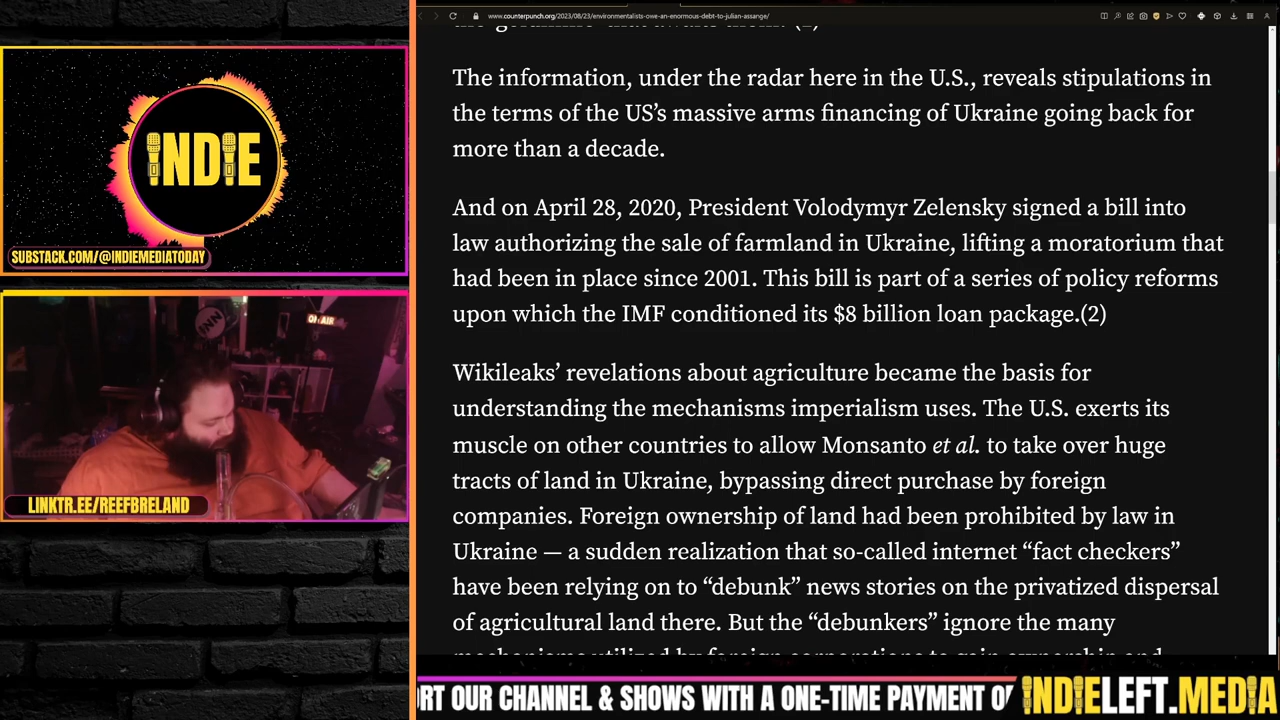 www.counterpunch.org/2023/08/23/environmentalists-owe-an-enormous-debt-to-julian-assange/
The information, under the radar here in the U.S., reveals stipulations in
the terms of the US’s massive arms financing of Ukraine going back for
more than a decade.
And on April 28, 2020, President Volodymyr Zelensky signed a bill into
law authorizing the sale of farmland in Ukraine, lifting a moratorium that
had been in place since 2001. This bill is part of a series of policy reforms
upon which the IMF conditioned its $8 billion loan package.(2)
Wikileaks’ revelations about agriculture became the basis for
understanding the mechanisms imperialism uses. The U.S. exerts its
muscle on other countries to allow Monsanto et al. to take over huge
tracts of land in Ukraine, bypassing direct purchase by foreign
companies. Foreign ownership of land had been prohibited by law in
Ukraine — a sudden realization that so-called internet “fact checkers”
have been relying on to “debunk” news stories on the privatized dispersal
of agricultural land there. But the “debunkers” ignore the many
INDIE
SUBSTACK.COM/@INDIEMEDIATODAY
INN
ON AIR
LINKTR.EE/REEFBRELAND
ORT OUR CHANNEL & SHOWS WITH A ONE-TIME PAYMENT O
INDIELEFT.MEDIA